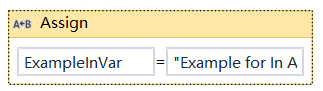 A+B Assign
ExampleInVar = "Example for In A